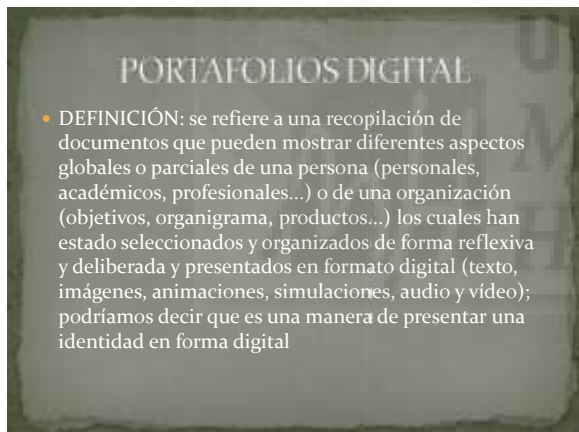 PORTAFOLIOS DIGITAL
• DEFINICIÓN: se refiere a una recopilación de
documentos que pueden mostrar diferentes aspectos
globales o parciales de una persona (personales,
académicos, profesionales...) o de una organización
(objetivos, organigrama, productos...) los cuales han
estado seleccionados y organizados de forma reflexiva
y deliberada y presentados en formato digital (texto,
imágenes, animaciones, simulaciones, audio y vídeo);
podríamos decir que es una manera de presentar una
identidad en forma digital